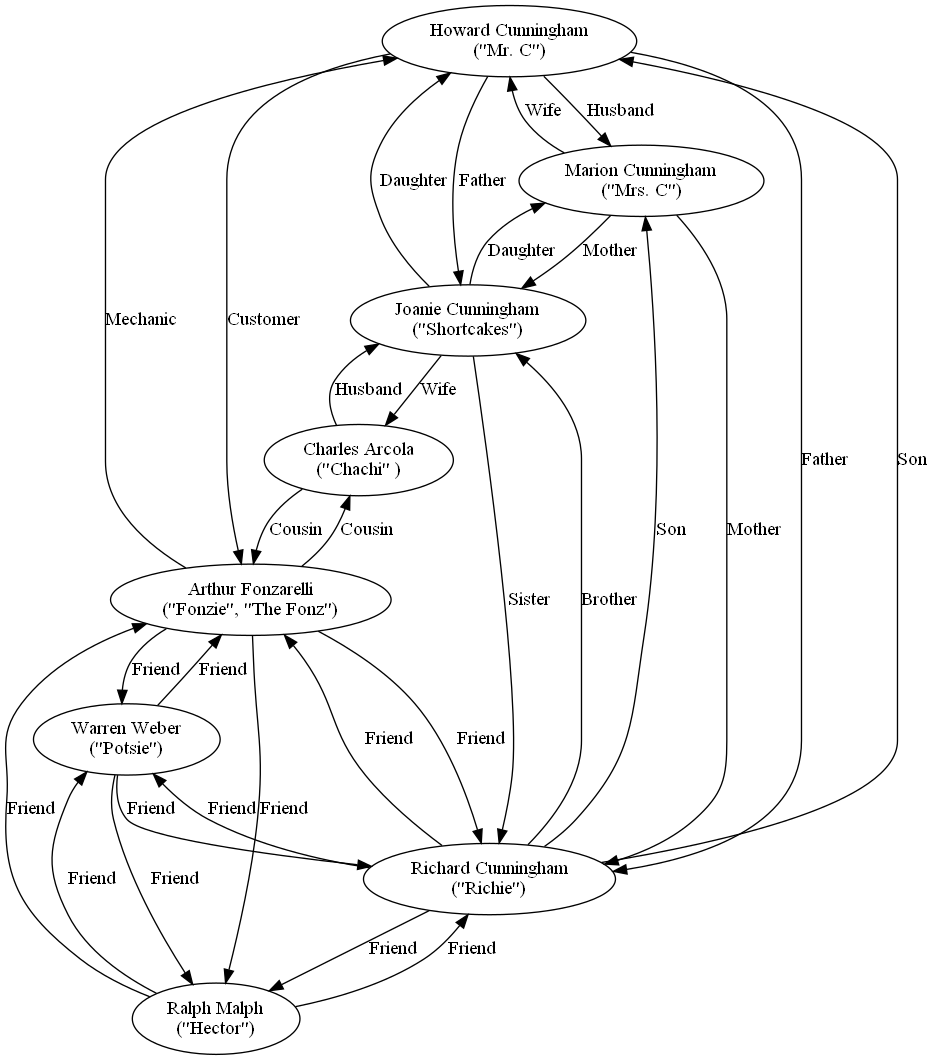 Howard Cunningham
("Mr. C")
Wife
Husband
Marion Cunningham
("Mrs. C")
Daughter
Father
Daughter
Mother
Joanie Cunningham
("Shortcakes")
Mechanic
Customer
Husband
Wife
Charles Arcola
("Chachi" )
Father
Son
Cousin
Cousin
Son
Mother
Arthur Fonzarelli
("Fonzie", "The Fonz")
Sister
Brother
Friend
Friend
Warren Weber
("Potsie")
Friend
Friend
Friend
Friend
Friend
Friend
Friend
Friend
Richard Cunningham
("Richie")
Friend
Friend
Ralph Malph
("Hector")